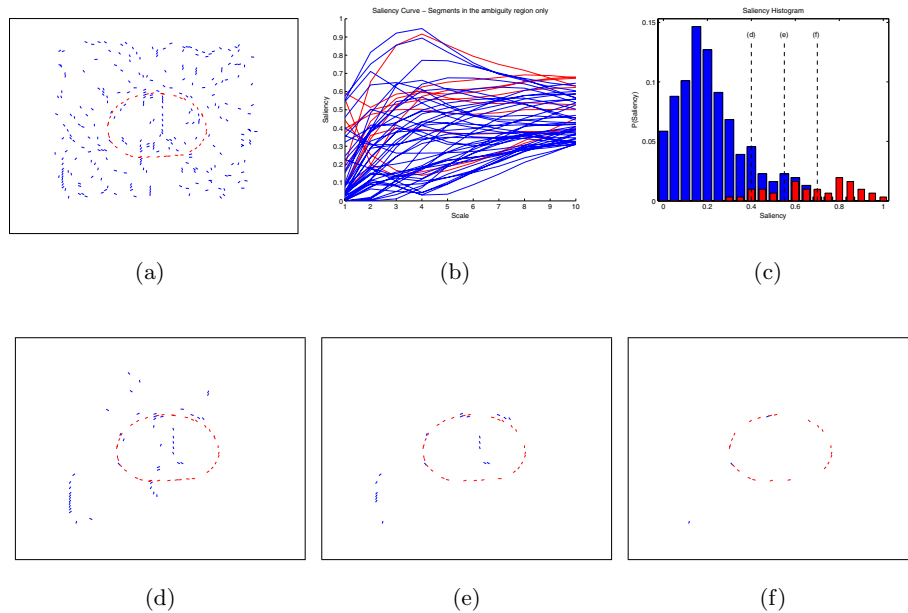 Saliency Curve − Segments in the ambiguity region only
1
0.9
0.8
0.7
0.6
0.5
0.4
0.3
0.2
0.1
0
Saliency
1 2 3 4 5 6 7 8 9 10
Scale
Saliency Histogram
(d) (e) (f)
0.15
0.1
0.05
0
P(Saliency)
0 0.2 0.4 0.6 0.8 1
Saliency
(a) (b) (c)
(d) (e) (f)